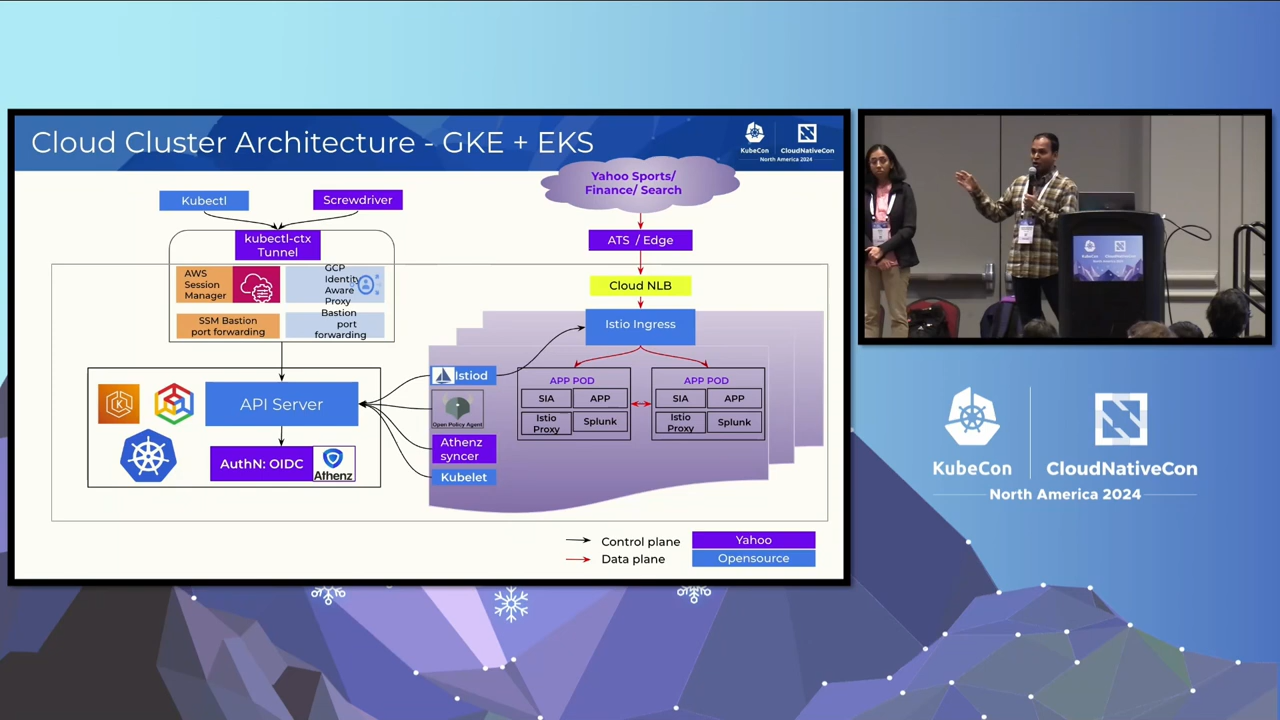 Cloud Cluster Architecture - GKE + EKS
KubeCon
CloudNativeCon
North America 2024
Kubectl
Screwdriver
kubectl-ctx
Tunnel
AWS
Session
Manager
GCP
Identity
Aware
Proxy
SSM Bastion
port forwarding
Bastion
port
forwarding
API Server
AuthN: OIDC
Athenz
Yahoo Sports/
Finance/ Search
ATS / Edge
Cloud NLB
Istio Ingress
Istiod
Open Policy Agent
Athenz
syncer
Kubelet
APP POD
SIA
APP
Istio
Proxy
Splunk
APP POD
SIA
APP
Istio
Proxy
Splunk
Control plane
Data plane
Yahoo
Opensource
KubeCon
CloudNativeCon
North America 2024